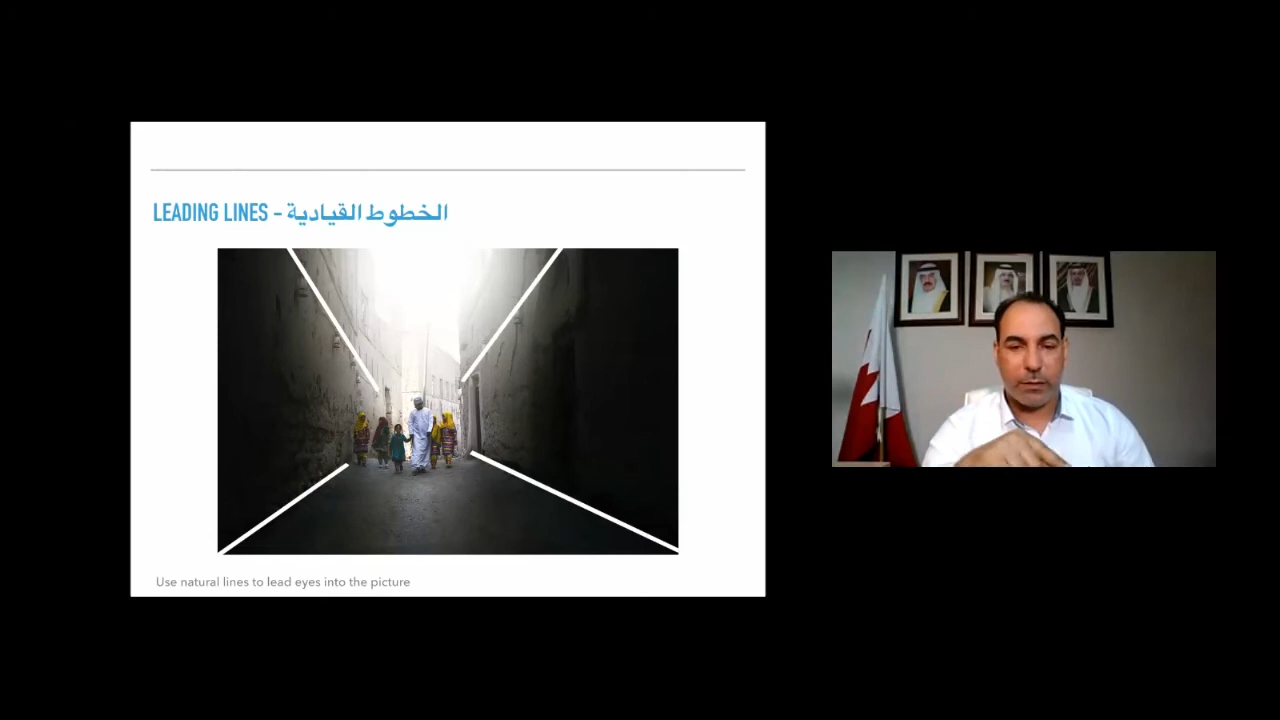 LEADING LINES - الخطوط القيادية
Use natural lines to lead eyes into the picture